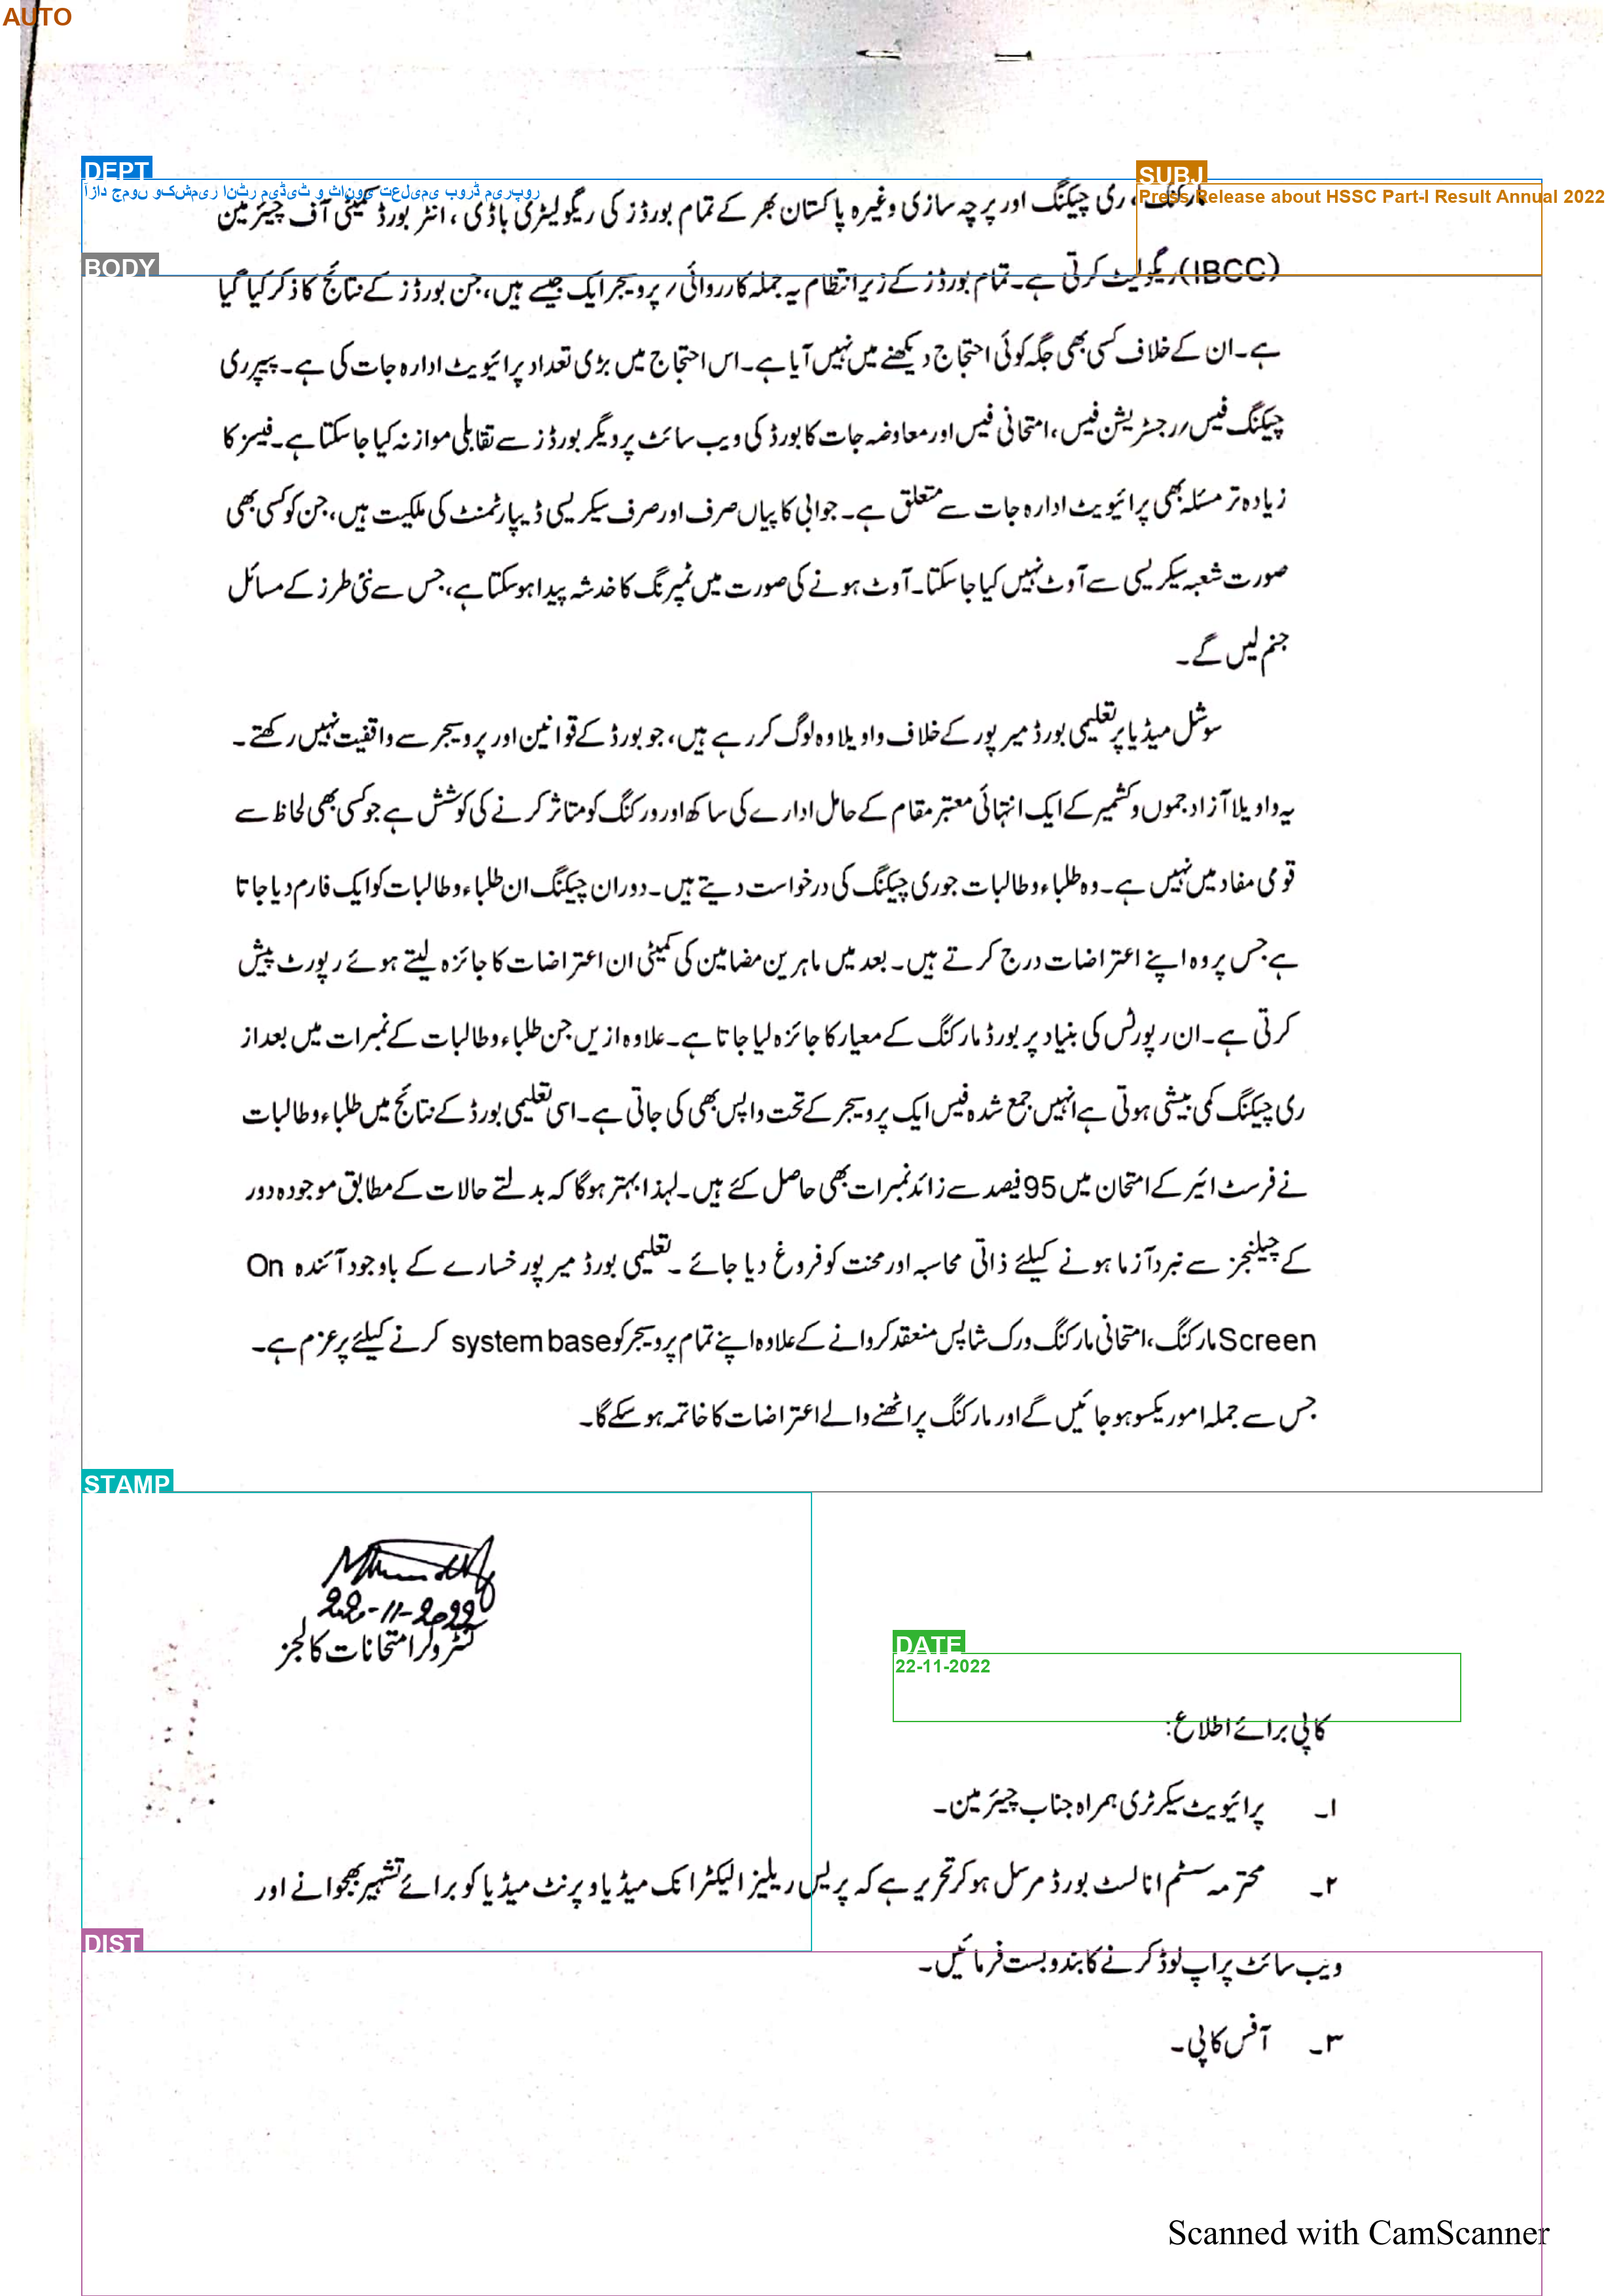 AUTO
DEPT
SUBJ
Press Release about HSSC Part-I Result Annual 2022
آزاد جموں وکشمیر انٹر میڈیٹ و ثانوی تعلیمی بورڈ میرپور
مارکنگ، ری چیکنگ اور پرچہ سازی وغیرہ پاکستان بھر کے تمام بورڈز کی ریگولیٹری باڈی، انٹر بورڈ کمیٹی آف چیئرمین
BODY
(IBCC) ریگولیٹ کرتی ہے۔ تمام بورڈز کے زیر انتظام یہ جملہ کارروائی / پروسیجر ایک جیسے ہیں، جن بورڈز کے نتائج کا ذکر کیا گیا
ہے۔ ان کے خلاف کسی بھی جگہ کوئی احتجاج دیکھنے میں نہیں آیا ہے۔ اس احتجاج میں بڑی تعداد پرائیویٹ ادارہ جات کی ہے۔ پیپر ری
چیکنگ فیس / رجسٹریشن فیس، امتحانی فیس اور معاوضہ جات کا بورڈ کی ویب سائٹ پر دیگر بورڈز سے تقابلی موازنہ کیا جاسکتا ہے۔ فیسز کا
زیادہ تر مسئلہ بھی پرائیویٹ ادارہ جات سے متعلق ہے۔ جوابی کاپیاں صرف اور صرف سیکریسی ڈیپارٹمنٹ کی ملکیت ہیں، جن کو کسی بھی
صورت شعبہ سیکریسی سے آوٹ نہیں کیا جاسکتا۔ آوٹ ہونے کی صورت میں ٹمپرنگ کا خدشہ پیدا ہوسکتا ہے، جس سے نئی طرز کے مسائل
جنم لیں گے۔
سوشل میڈیا پر تعلیمی بورڈ میرپور کے خلاف واویلا وہ لوگ کررہے ہیں، جو بورڈ کے قوانین اور پروسیجر سے واقفیت نہیں رکھتے۔
یہ واویلا آزاد جموں وکشمیر کے ایک انتہائی معتبر مقام کے حامل ادارے کی ساکھ اور ورکنگ کو متاثر کرنے کی کوشش ہے جو کسی بھی لحاظ سے
قومی مفاد میں نہیں ہے۔ وہ طلباء و طالبات جو ری چیکنگ کی درخواست دیتے ہیں۔ دوران چیکنگ ان طلباء و طالبات کو ایک فارم دیا جاتا
ہے جس پر وہ اپنے اعتراضات درج کرتے ہیں۔ بعد میں ماہرین مضامین کی کمیٹی ان اعتراضات کا جائزہ لیتے ہوئے رپورٹ پیش
کرتی ہے۔ ان رپورٹس کی بنیاد پر بورڈ مارکنگ کے معیار کا جائزہ لیا جاتا ہے۔ علاوہ ازیں جن طلباء و طالبات کے نمبرات میں بعد از
ری چیکنگ کمی بیشی ہوتی ہے انہیں جمع شدہ فیس ایک پروسیجر کے تحت واپس بھی کی جاتی ہے۔ اسی تعلیمی بورڈ کے نتائج میں طلباء و طالبات
نے فرسٹ ائیر کے امتحان میں 95 فیصد سے زائد نمبرات بھی حاصل کئے ہیں۔ لہذا بہتر ہوگا کہ بدلتے حالات کے مطابق موجودہ دور
کے چیلنجز سے نبرد آزما ہونے کیلئے ذاتی محاسبہ اور محنت کو فروغ دیا جائے۔ تعلیمی بورڈ میرپور خسارے کے باوجود آئندہ On
Screen مارکنگ، امتحانی مارکنگ ورک شاپس منعقد کروانے کے علاوہ اپنے تمام پروسیجر کو system base کرنے کیلئے پرعزم ہے۔
جس سے جملہ امور یکسو ہوجائیں گے اور مارکنگ پر اٹھنے والے اعتراضات کا خاتمہ ہوسکے گا۔
STAMP
22-11-2022
کنٹرولر امتحانات کالجز
DATE
22-11-2022
کاپی برائے اطلاع:
۱۔ پرائیویٹ سیکرٹری ہمراہ جناب چیئرمین۔
۲۔ محترمہ سسٹم انالسٹ بورڈ مرسل ہو کر تحریر ہے کہ پریس ریلیز الیکٹرانک میڈیا و پرنٹ میڈیا کو برائے تشہیر بھجوانے اور
DIST
ویب سائٹ پر اپ لوڈ کرنے کا بندوبست فرمائیں۔
۳۔ آفس کاپی۔
Scanned with CamScanner